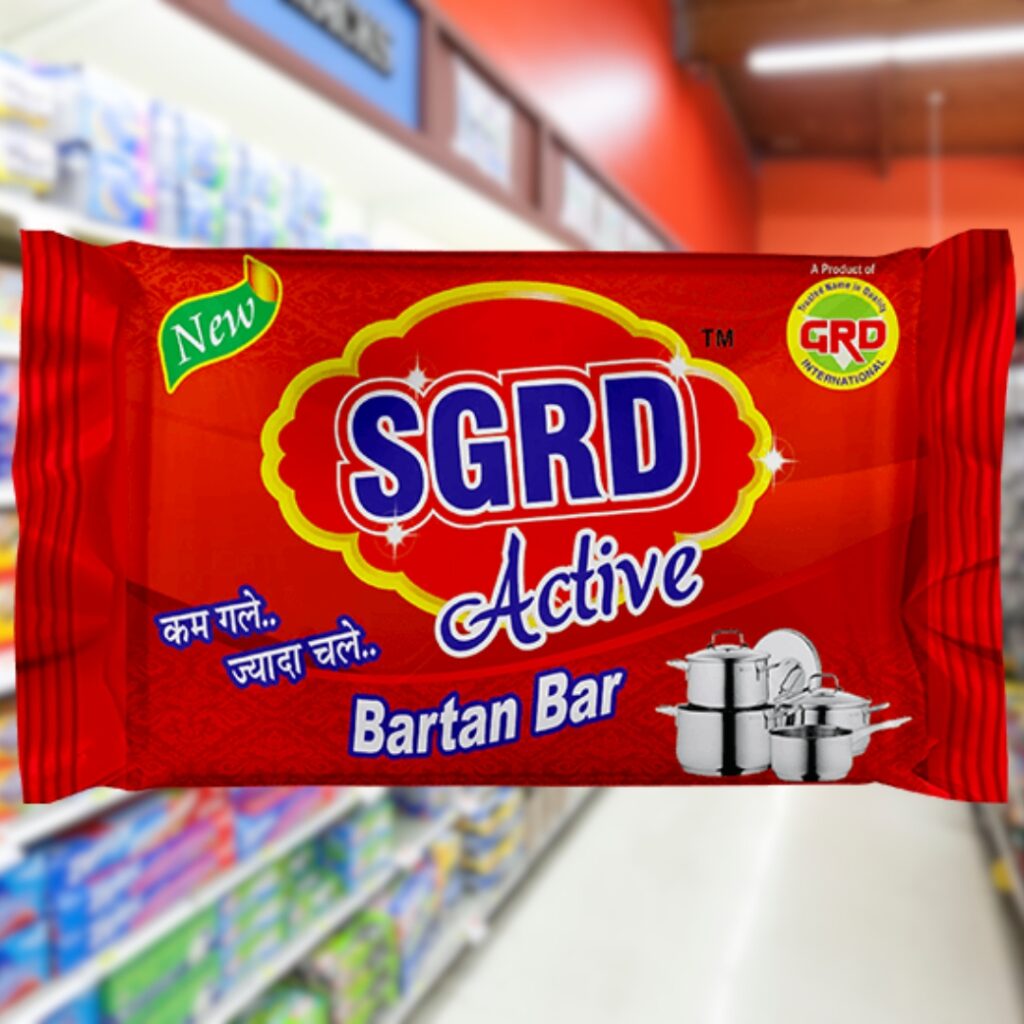 New
A Product of
Trusted Name in Quality
GRD
INTERNATIONAL
TM
SGRD
Active
कम गले..
ज्यादा चले..
Bartan Bar